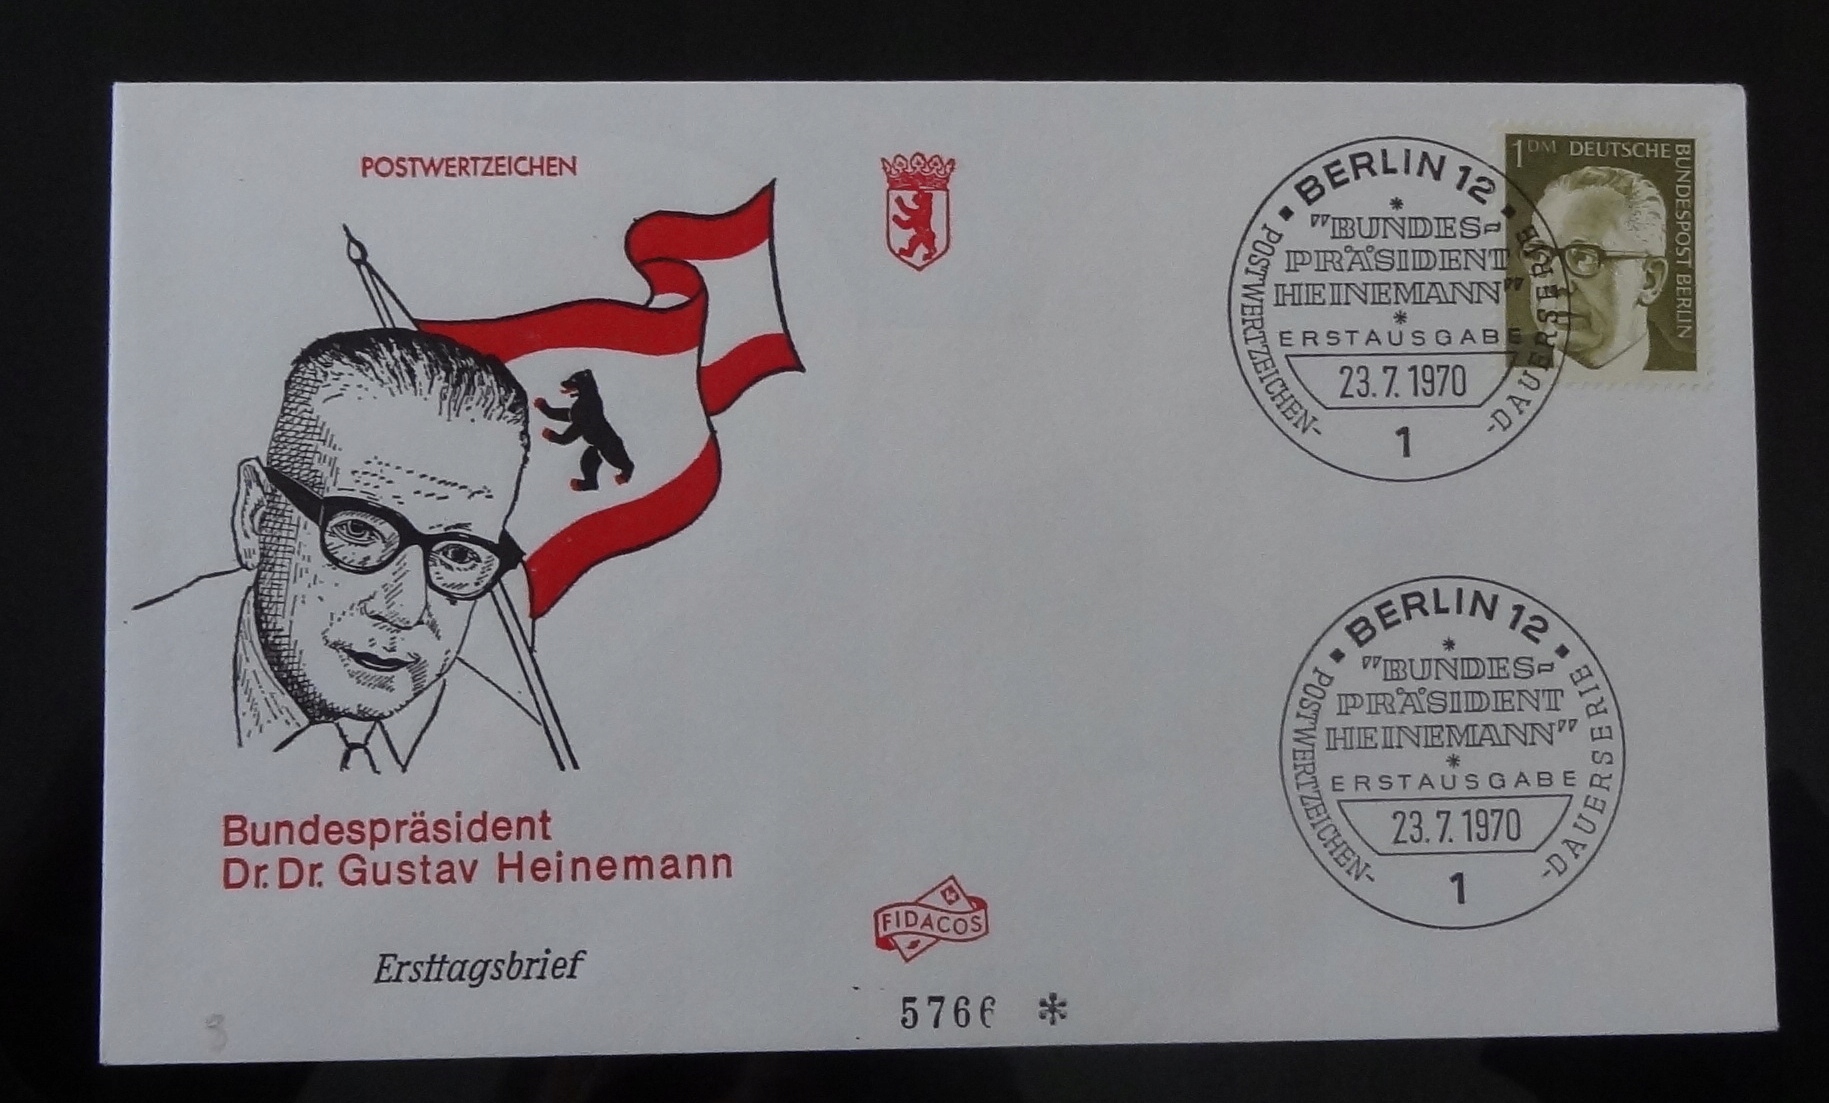 POSTWERTZEICHEN
Bundespräsident
Dr. Dr. Gustav Heinemann
Ersttagsbrief
3
FIDACOS
5766 *
1 DM DEUTSCHE
BUNDESPOST BERLIN
BERLIN 12
*
"BUNDES-
PRÄSIDENT
HEINEMANN"
*
ERSTAUSGABE
23.7.1970
1
POSTWERTZEICHEN-
-DAUERSERIE
BERLIN 12
*
"BUNDES-
PRÄSIDENT
HEINEMANN"
*
ERSTAUSGABE
23.7.1970
1
POSTWERTZEICHEN-
-DAUERSERIE